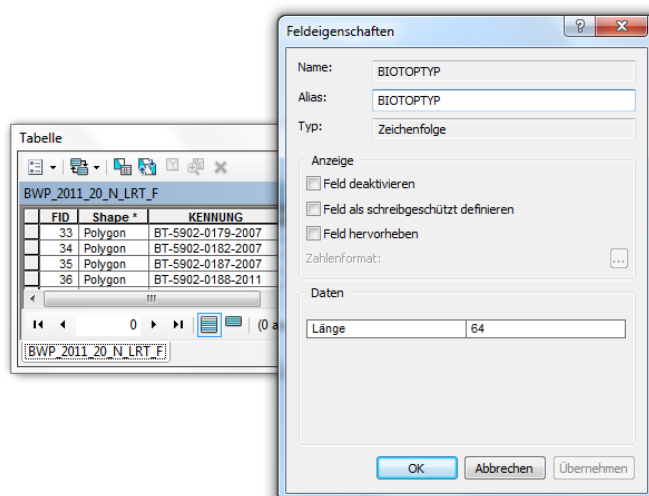 Tabelle
BWP_2011_20_N_LRT_F
FID Shape * KENNUNG
33 Polygon BT-5902-0179-2007
34 Polygon BT-5902-0182-2007
35 Polygon BT-5902-0187-2007
36 Polygon BT-5902-0188-2011
0 (0 a
BWP_2011_20_N_LRT_F
Feldeigenschaften
Name: BIOTOPTYP
Alias: BIOTOPTYP
Typ: Zeichenfolge
Anzeige
Feld deaktivieren
Feld als schreibgeschützt definieren
Feld hervorheben
Zahlenformat: ...
Daten
Länge 64
OK Abbrechen Übernehmen